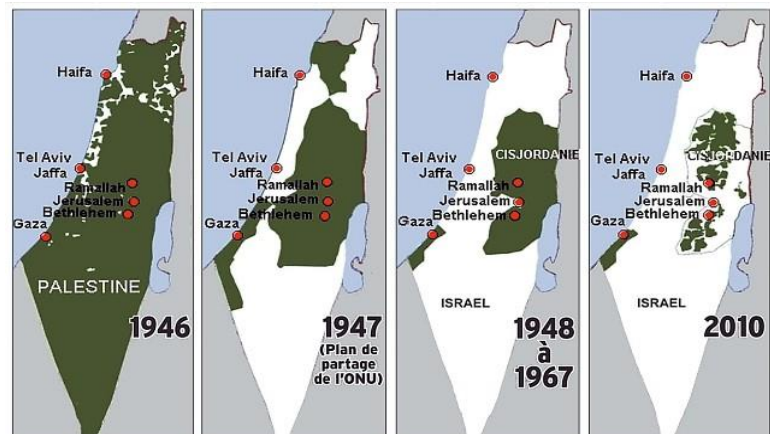 Haifa
Tel Aviv
Jaffa
Ramallah
Jerusalem
Bethlehem
Gaza
PALESTINE
1946
Haifa
Tel Aviv
Jaffa
Ramallah
Jerusalem
Bethlehem
Gaza
1947
(Plan de
partage
de l'ONU)
Haifa
CISJORDANIE
Tel Aviv
Jaffa
Ramallah
Jerusalem
Bethlehem
Gaza
ISRAEL
1948
à
1967
Haifa
CISJORDANIE
Tel Aviv
Jaffa
Ramallah
Jerusalem
Bethlehem
Gaza
ISRAEL
2010